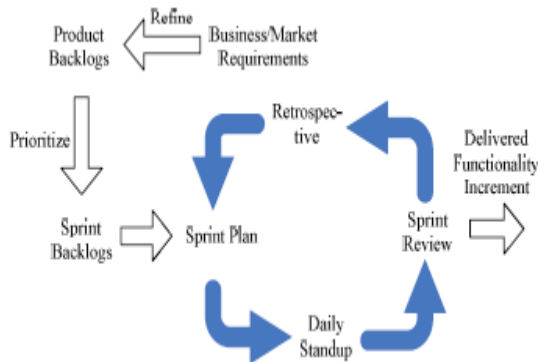 Refine
Product
Backlogs
Business/Market
Requirements
Prioritize
Retrospec-
tive
Delivered
Functionality
Increment
Sprint
Backlogs
Sprint Plan
Sprint
Review
Daily
Standup